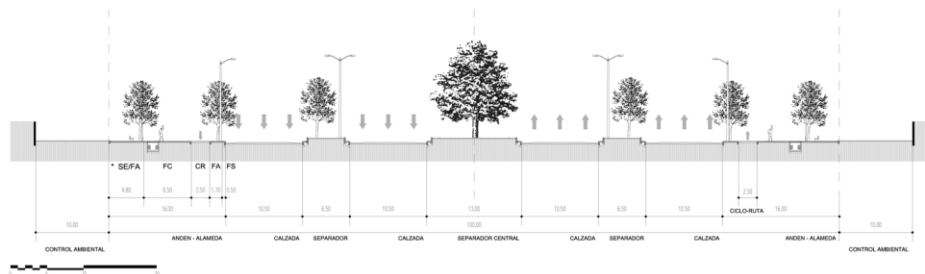 * SE/FA FC CR FA FS
4.80 6.50 2.50 1.70 0.50 2.50
CICLO-RUTA
16.00 10.50 6.50 10.50 13.00 10.50 6.50 10.50 16.00
10.00 100.00 10.00
ANDEN - ALAMEDA CALZADA SEPARADOR CALZADA SEPARADOR CENTRAL CALZADA SEPARADOR CALZADA ANDEN - ALAMEDA
CONTROL AMBIENTAL CONTROL AMBIENTAL